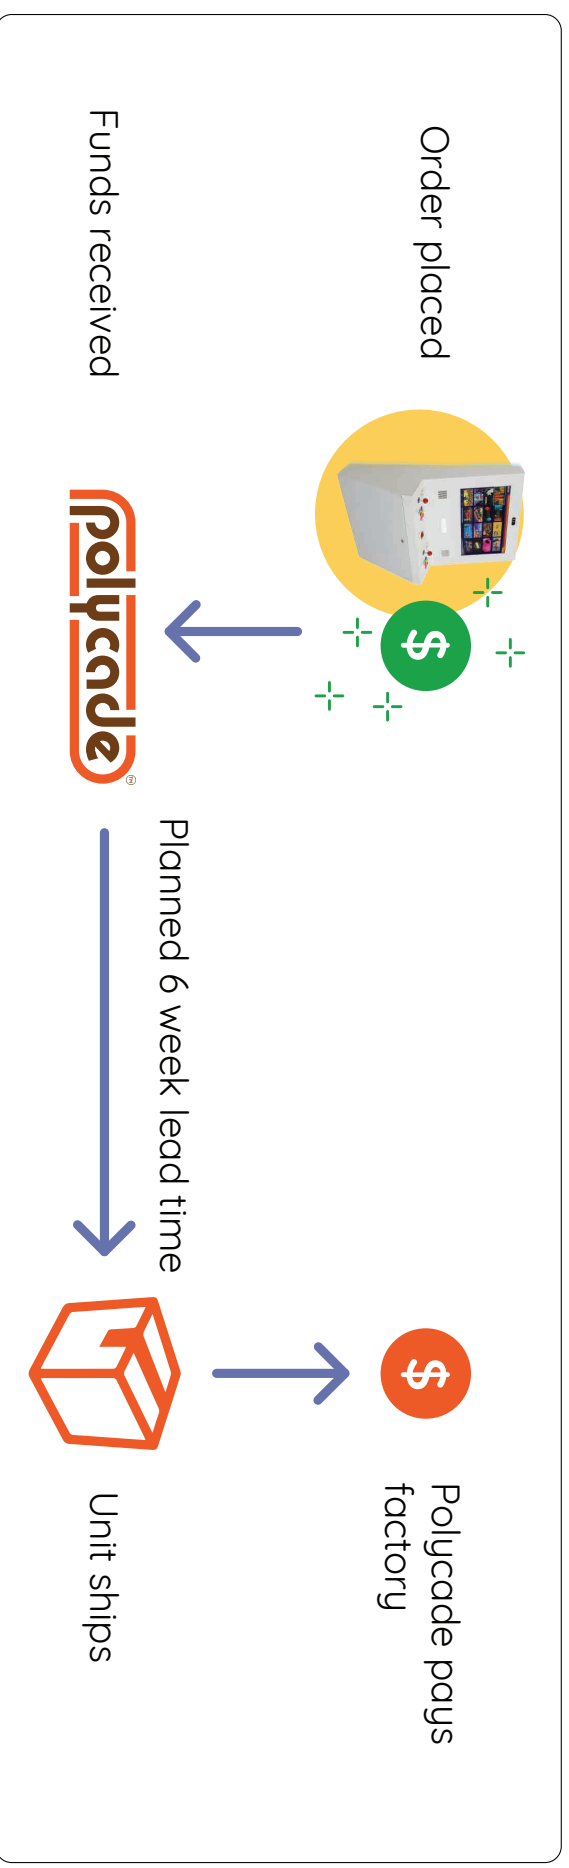 Order placed
$
Funds received
polycade
Planned 6 week lead time
Unit ships
$
Polycade pays
factory